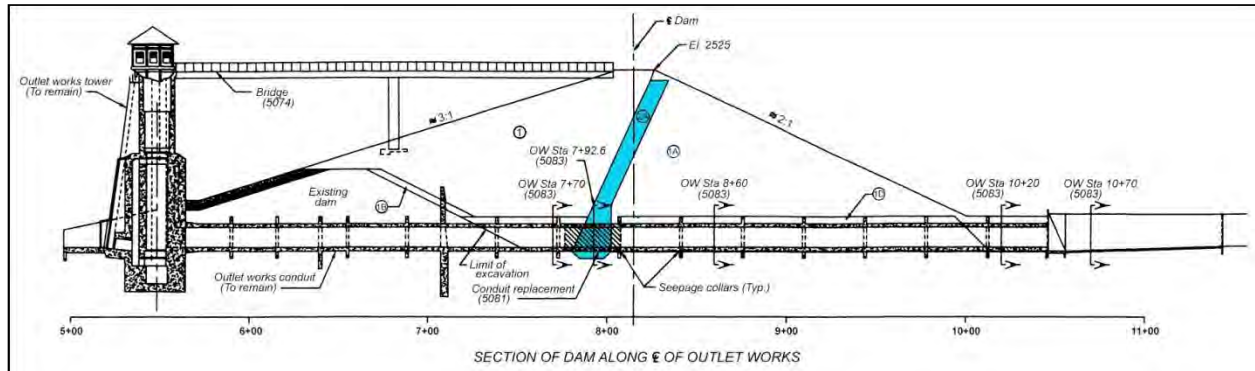 ℄ Dam
El. 2525
Outlet works tower
(To remain)
Bridge
(5074)
≈ 3:1
≈ 2:1
1
1A
OW Sta 7+92.6
(5083)
OW Sta 7+70
(5083)
OW Sta 8+60
(5083)
OW Sta 10+20
(5083)
OW Sta 10+70
(5083)
Existing
dam
1B
1D
Outlet works conduit
(To remain)
Limit of
excavation
Conduit replacement
(5081)
Seepage collars (Typ.)
5+00
6+00
7+00
8+00
9+00
10+00
11+00
SECTION OF DAM ALONG ℄ OF OUTLET WORKS